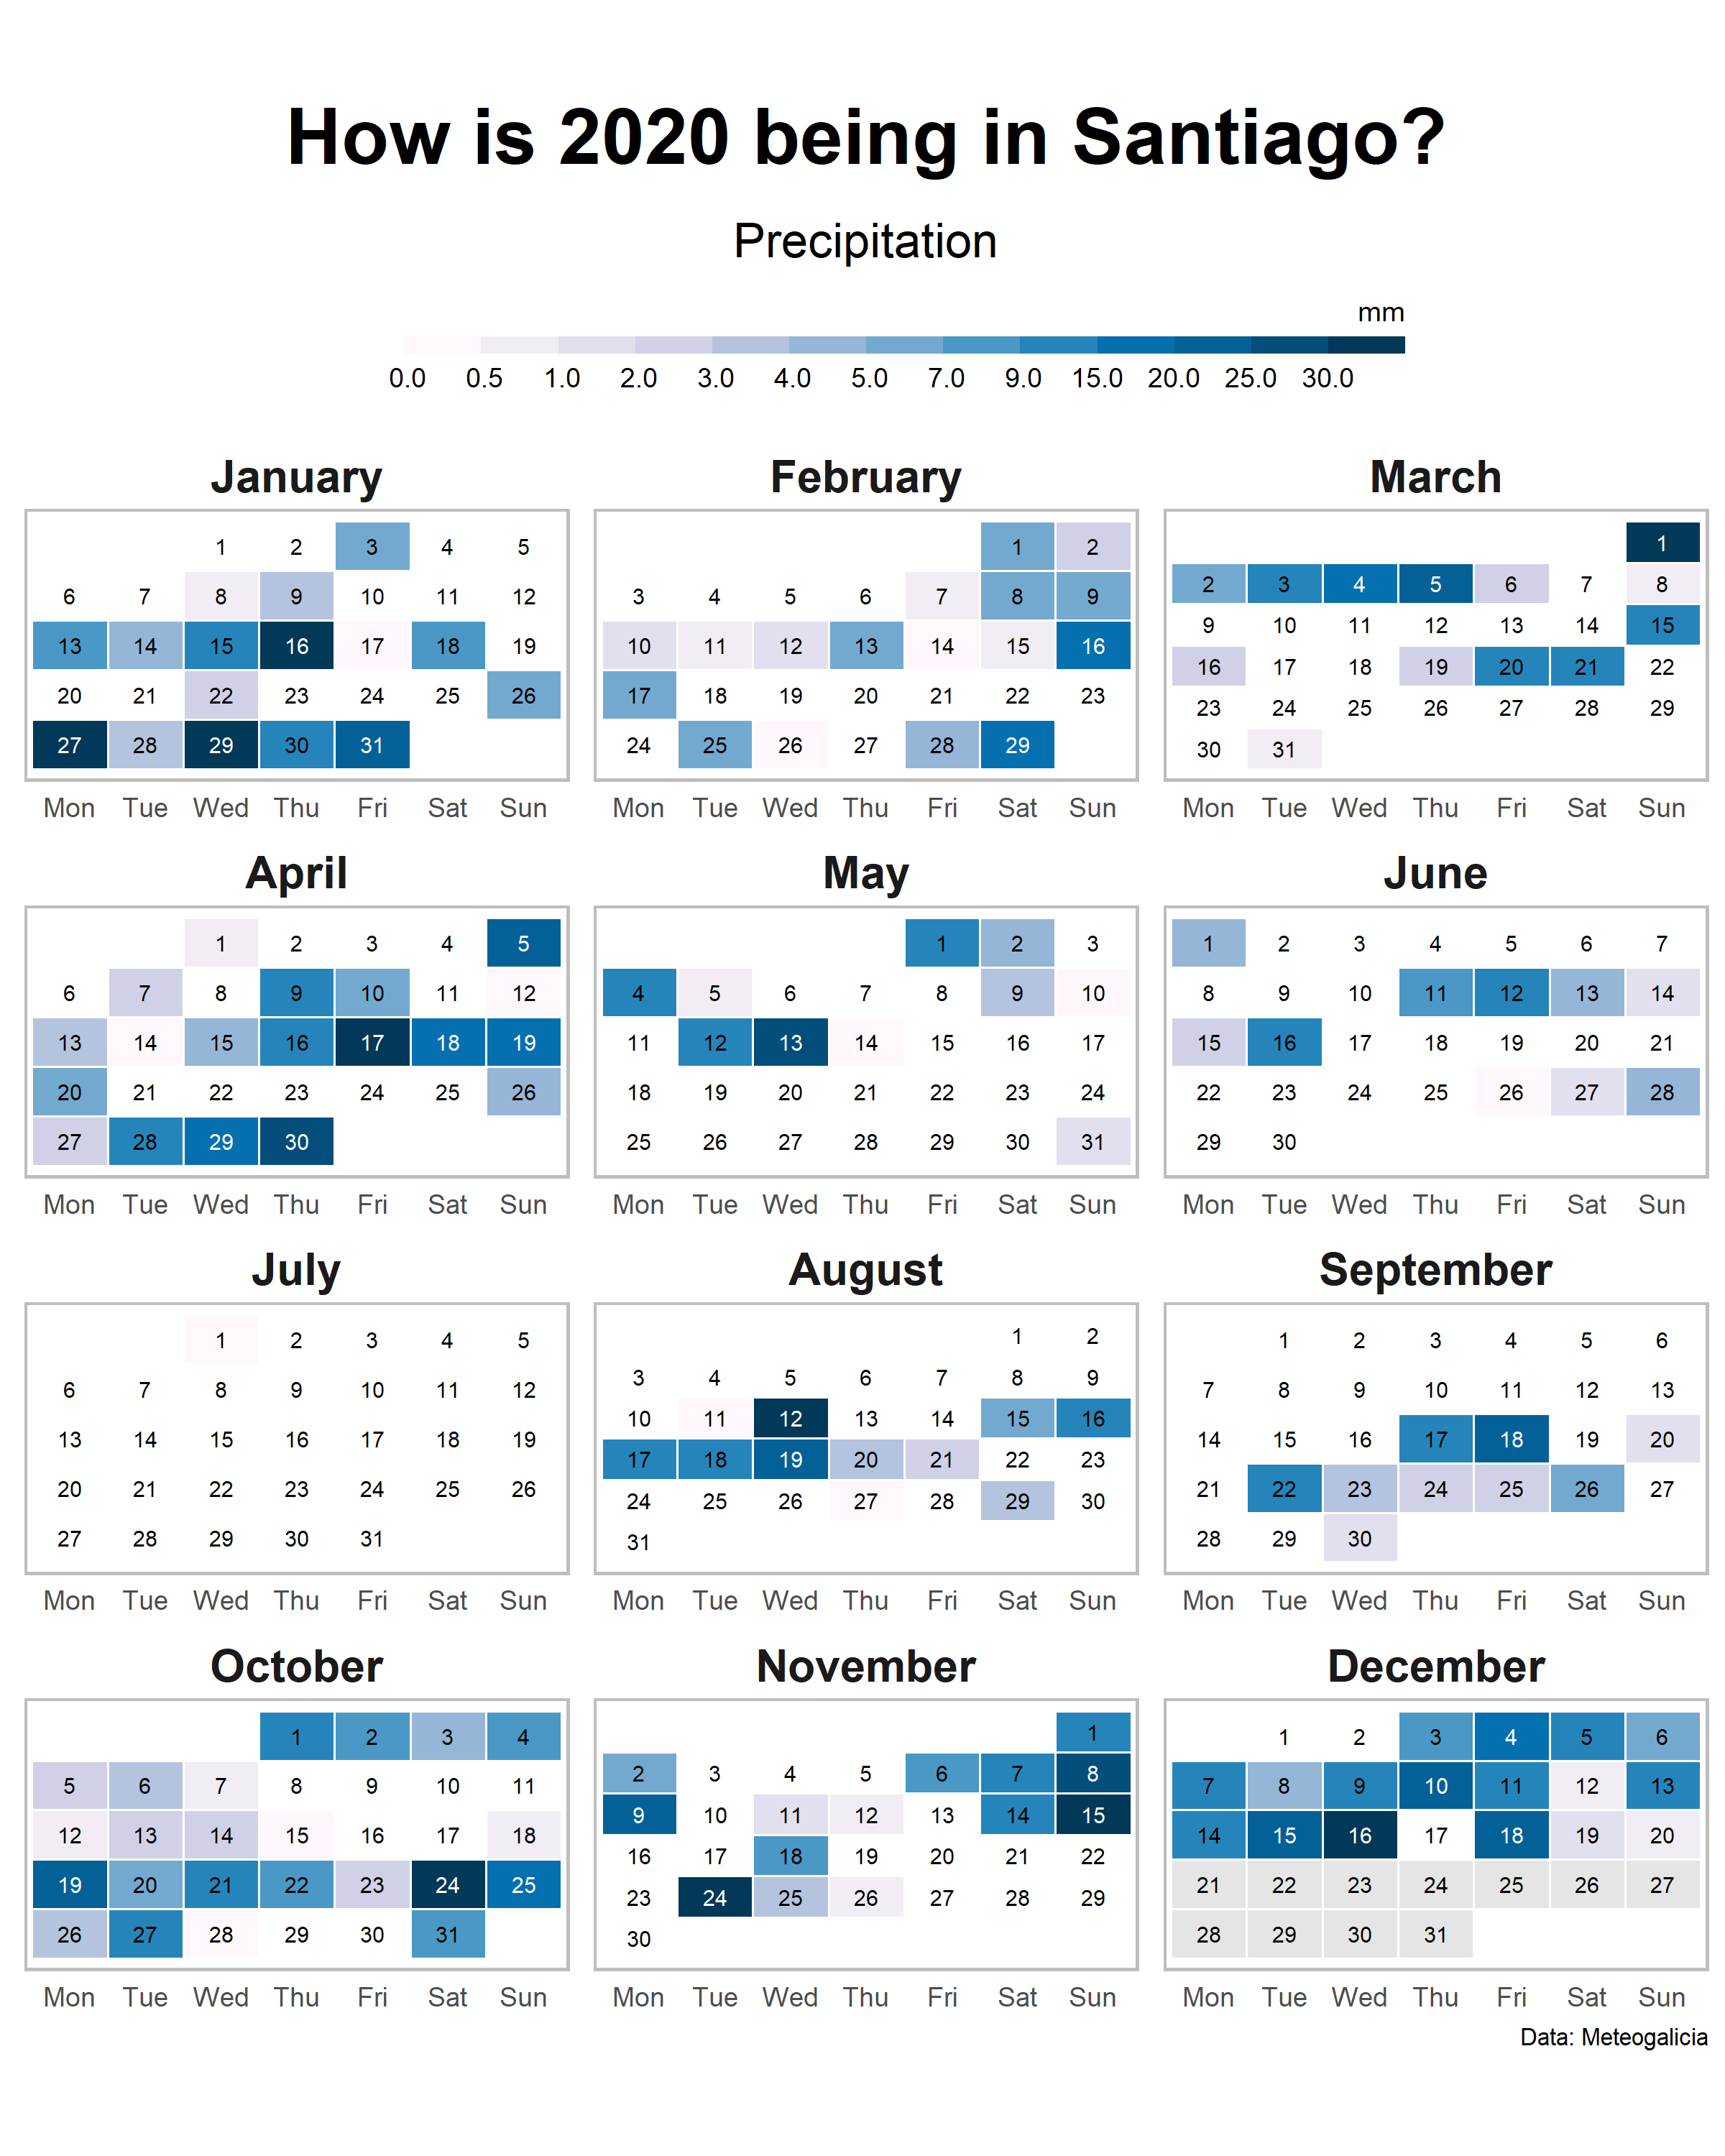 How is 2020 being in Santiago?
Precipitation
mm
0.0 0.5 1.0 2.0 3.0 4.0 5.0 7.0 9.0 15.0 20.0 25.0 30.0
January
1 2 3 4 5
6 7 8 9 10 11 12
13 14 15 16 17 18 19
20 21 22 23 24 25 26
27 28 29 30 31
Mon Tue Wed Thu Fri Sat Sun
February
1 2
3 4 5 6 7 8 9
10 11 12 13 14 15 16
17 18 19 20 21 22 23
24 25 26 27 28 29
Mon Tue Wed Thu Fri Sat Sun
March
1
2 3 4 5 6 7 8
9 10 11 12 13 14 15
16 17 18 19 20 21 22
23 24 25 26 27 28 29
30 31
Mon Tue Wed Thu Fri Sat Sun
April
1 2 3 4 5
6 7 8 9 10 11 12
13 14 15 16 17 18 19
20 21 22 23 24 25 26
27 28 29 30
Mon Tue Wed Thu Fri Sat Sun
May
1 2 3
4 5 6 7 8 9 10
11 12 13 14 15 16 17
18 19 20 21 22 23 24
25 26 27 28 29 30 31
Mon Tue Wed Thu Fri Sat Sun
June
1 2 3 4 5 6 7
8 9 10 11 12 13 14
15 16 17 18 19 20 21
22 23 24 25 26 27 28
29 30
Mon Tue Wed Thu Fri Sat Sun
July
1 2 3 4 5
6 7 8 9 10 11 12
13 14 15 16 17 18 19
20 21 22 23 24 25 26
27 28 29 30 31
Mon Tue Wed Thu Fri Sat Sun
August
1 2
3 4 5 6 7 8 9
10 11 12 13 14 15 16
17 18 19 20 21 22 23
24 25 26 27 28 29 30
31
Mon Tue Wed Thu Fri Sat Sun
September
1 2 3 4 5 6
7 8 9 10 11 12 13
14 15 16 17 18 19 20
21 22 23 24 25 26 27
28 29 30
Mon Tue Wed Thu Fri Sat Sun
October
1 2 3 4
5 6 7 8 9 10 11
12 13 14 15 16 17 18
19 20 21 22 23 24 25
26 27 28 29 30 31
Mon Tue Wed Thu Fri Sat Sun
November
1
2 3 4 5 6 7 8
9 10 11 12 13 14 15
16 17 18 19 20 21 22
23 24 25 26 27 28 29
30
Mon Tue Wed Thu Fri Sat Sun
December
1 2 3 4 5 6
7 8 9 10 11 12 13
14 15 16 17 18 19 20
21 22 23 24 25 26 27
28 29 30 31
Mon Tue Wed Thu Fri Sat Sun
Data: Meteogalicia